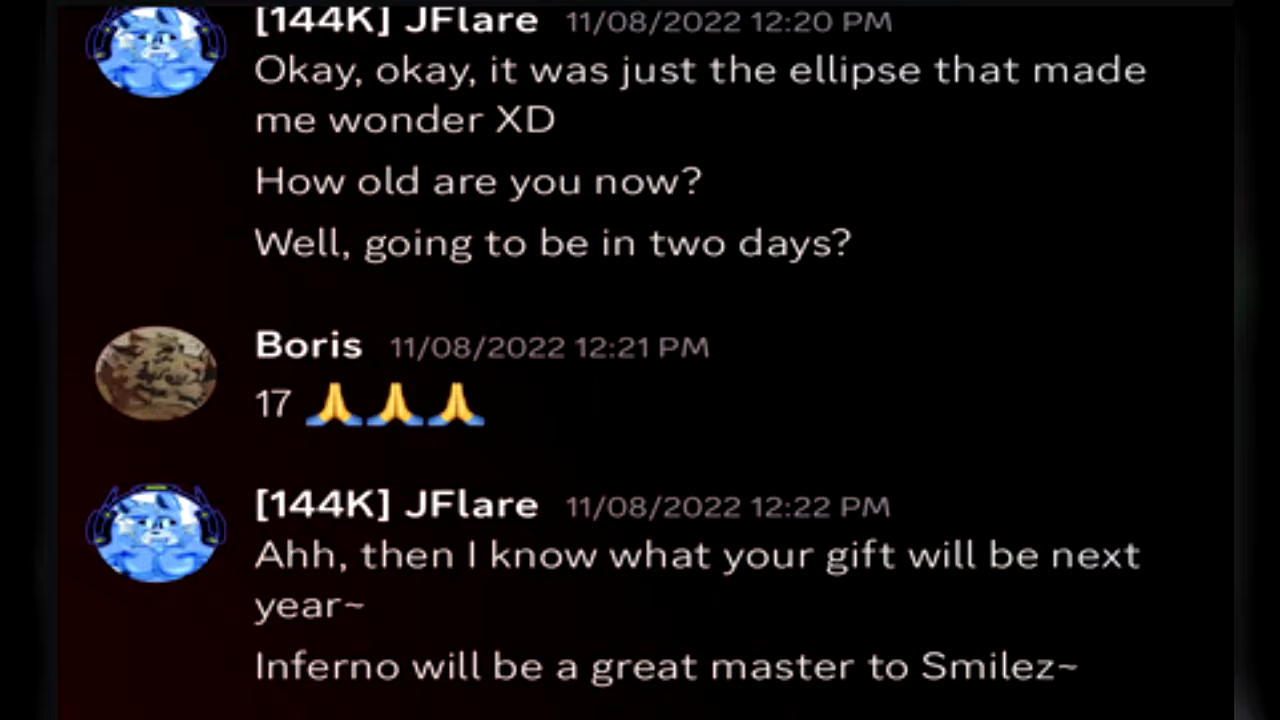 [144K] JFlare 11/08/2022 12:20 PM
Okay, okay, it was just the ellipse that made
me wonder XD
How old are you now?
Well, going to be in two days?
Boris 11/08/2022 12:21 PM
17 🙏🙏🙏
[144K] JFlare 11/08/2022 12:22 PM
Ahh, then I know what your gift will be next
year~
Inferno will be a great master to Smilez~